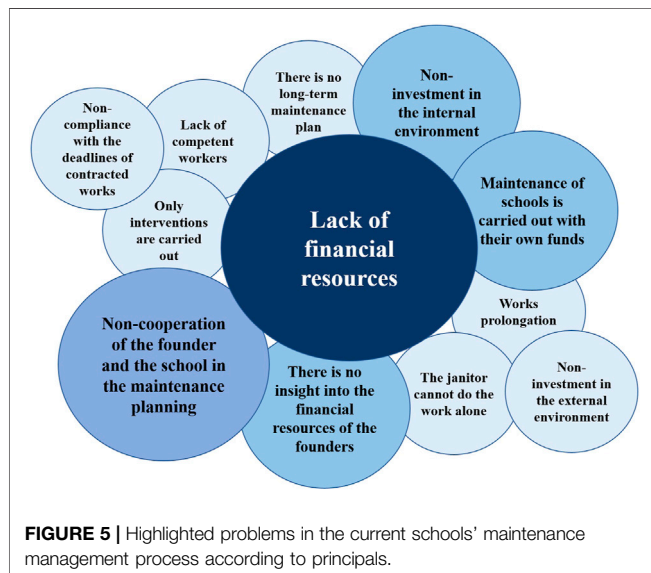 There is no
long-term
maintenance
plan
Non-
investment in
the internal
environment
Non-
compliance
with the
deadlines of
contracted
works
Lack of
competent
workers
Maintenance of
schools is
carried out with
their own funds
Only
interventions
are carried
out
Lack of
financial
resources
Works
prolongation
Non-cooperation
of the founder
and the school in
the maintenance
planning
There is no
insight into the
financial
resources of the
founders
The janitor
cannot do the
work alone
Non-
investment in
the external
environment
FIGURE 5 | Highlighted problems in the current schools’ maintenance
management process according to principals.